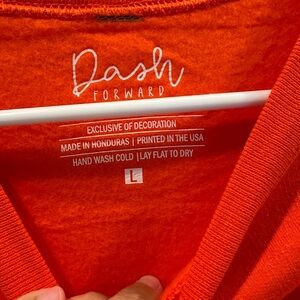 Dash
FORWARD
EXCLUSIVE OF DECORATION
MADE IN HONDURAS | PRINTED IN THE USA
HAND WASH COLD | LAY FLAT TO DRY
L